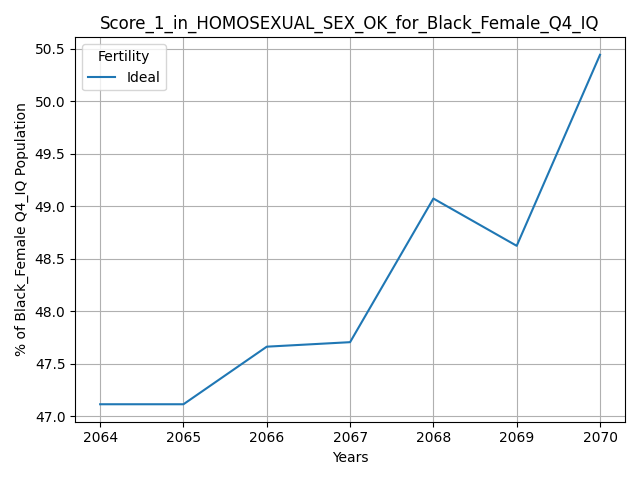 Score_1_in_HOMOSEXUAL_SEX_OK_for_Black_Female_Q4_IQ
Fertility
Ideal
50.5
50.0
49.5
49.0
48.5
48.0
47.5
47.0
% of Black_Female Q4_IQ Population
2064 2065 2066 2067 2068 2069 2070
Years